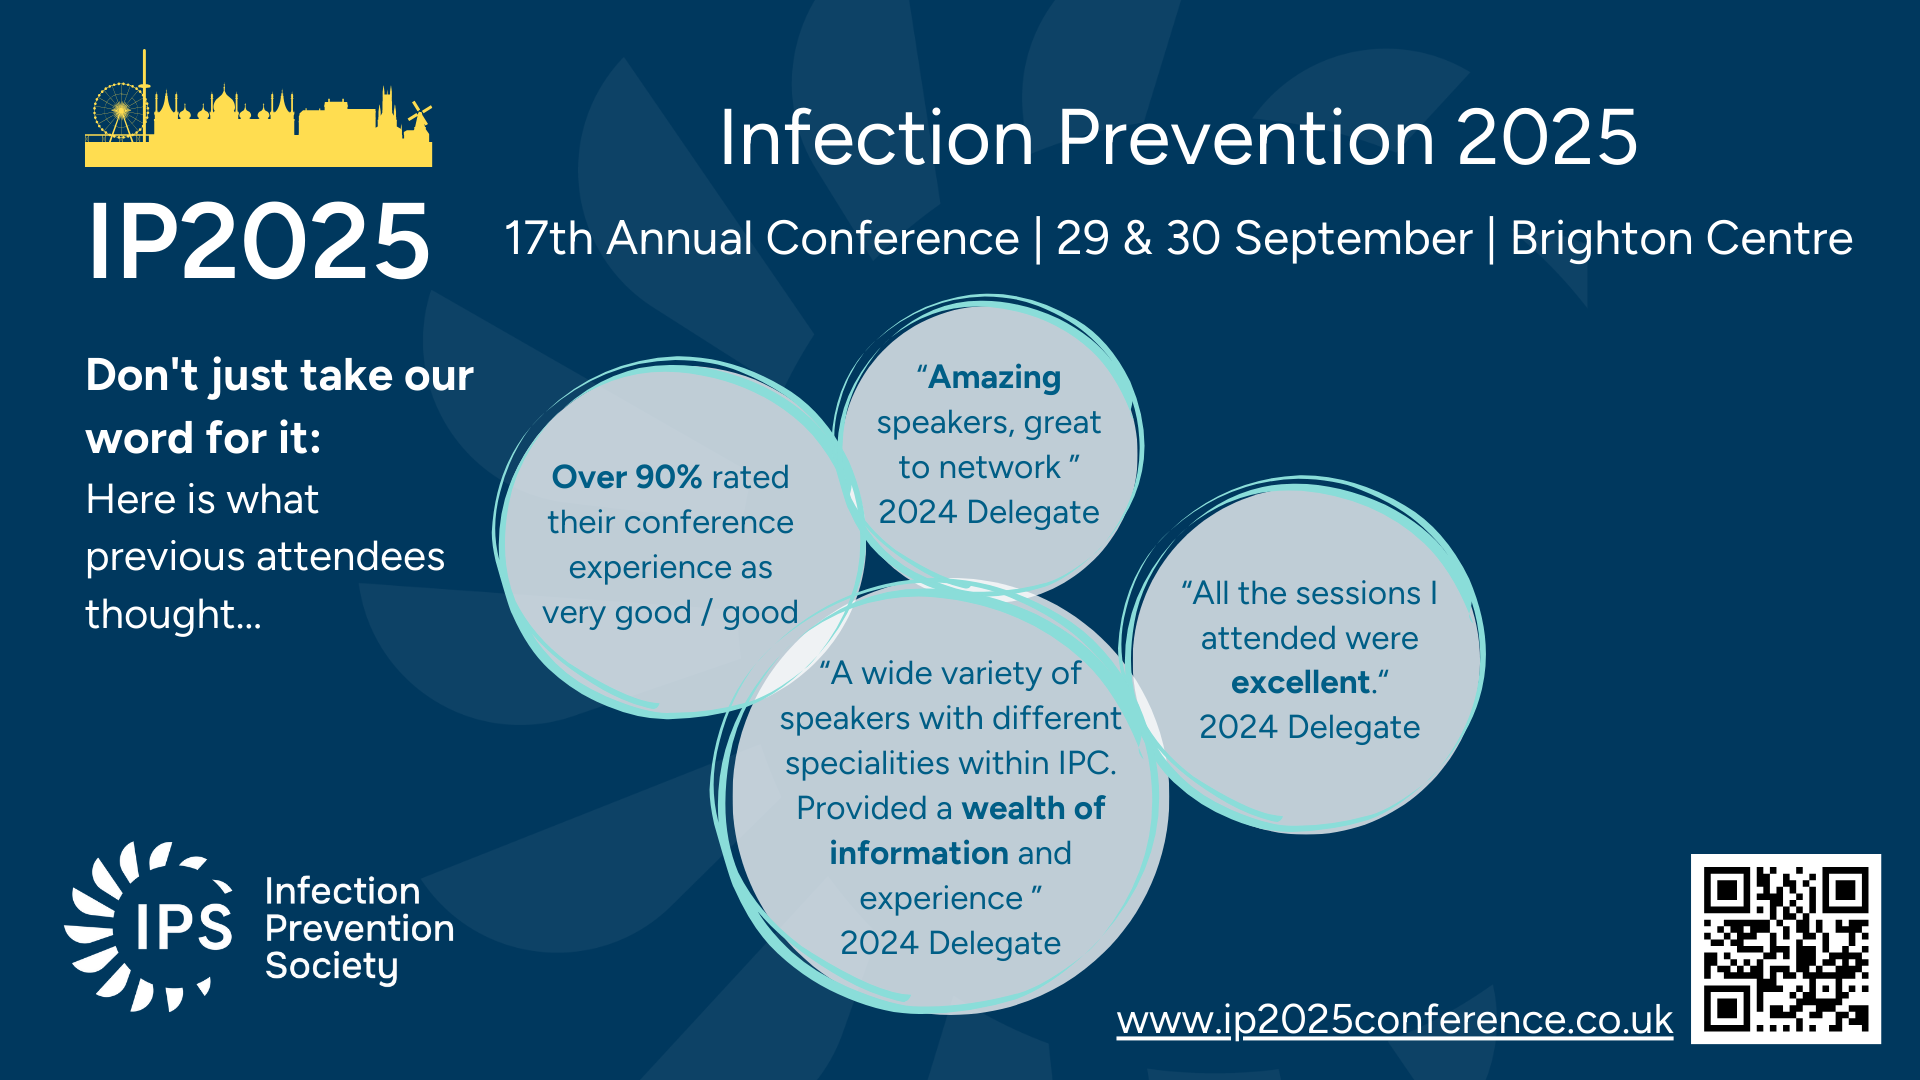 IP2025
Infection Prevention 2025
17th Annual Conference | 29 & 30 September | Brighton Centre
Don't just take our
word for it:
Here is what
previous attendees
thought...
Over 90% rated
their conference
experience as
very good / good
“Amazing
speakers, great
to network ”
2024 Delegate
“All the sessions I
attended were
excellent.“
2024 Delegate
“A wide variety of
speakers with different
specialities within IPC.
Provided a wealth of
information and
experience ”
2024 Delegate
IPS
Infection
Prevention
Society
www.ip2025conference.co.uk